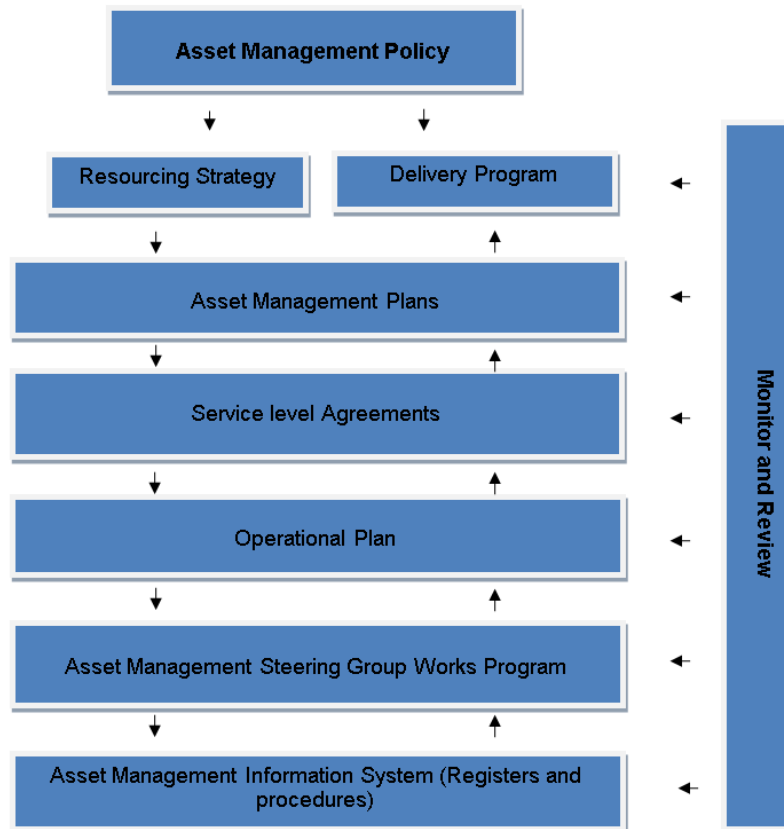 Asset Management Policy
Resourcing Strategy
Delivery Program
Asset Management Plans
Service level Agreements
Operational Plan
Asset Management Steering Group Works Program
Asset Management Information System (Registers and
procedures)
Monitor and Review